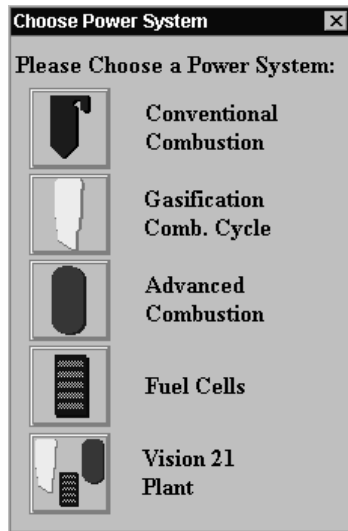 Choose Power System
Please Choose a Power System:
Conventional
Combustion
Gasification
Comb. Cycle
Advanced
Combustion
Fuel Cells
Vision 21
Plant